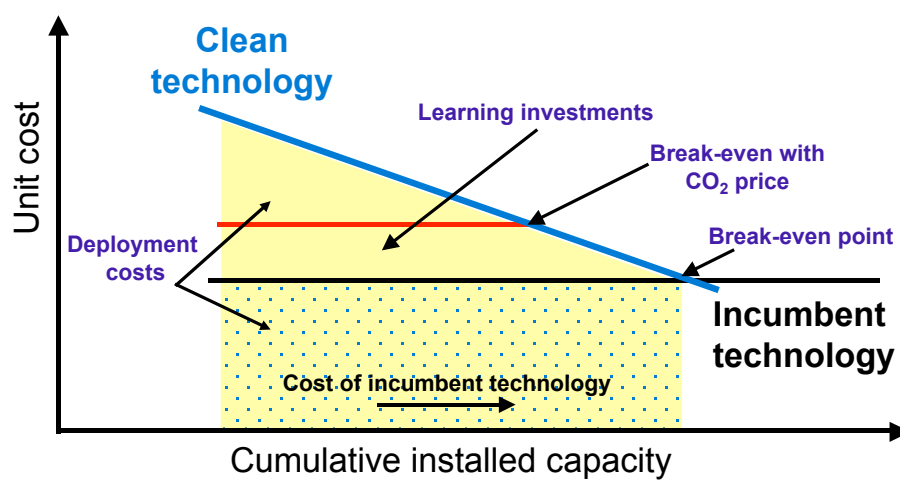 Clean
technology
Learning investments
Break-even with
CO₂ price
Unit cost
Deployment
costs
Break-even point
Incumbent
technology
Cost of incumbent technology
Cumulative installed capacity